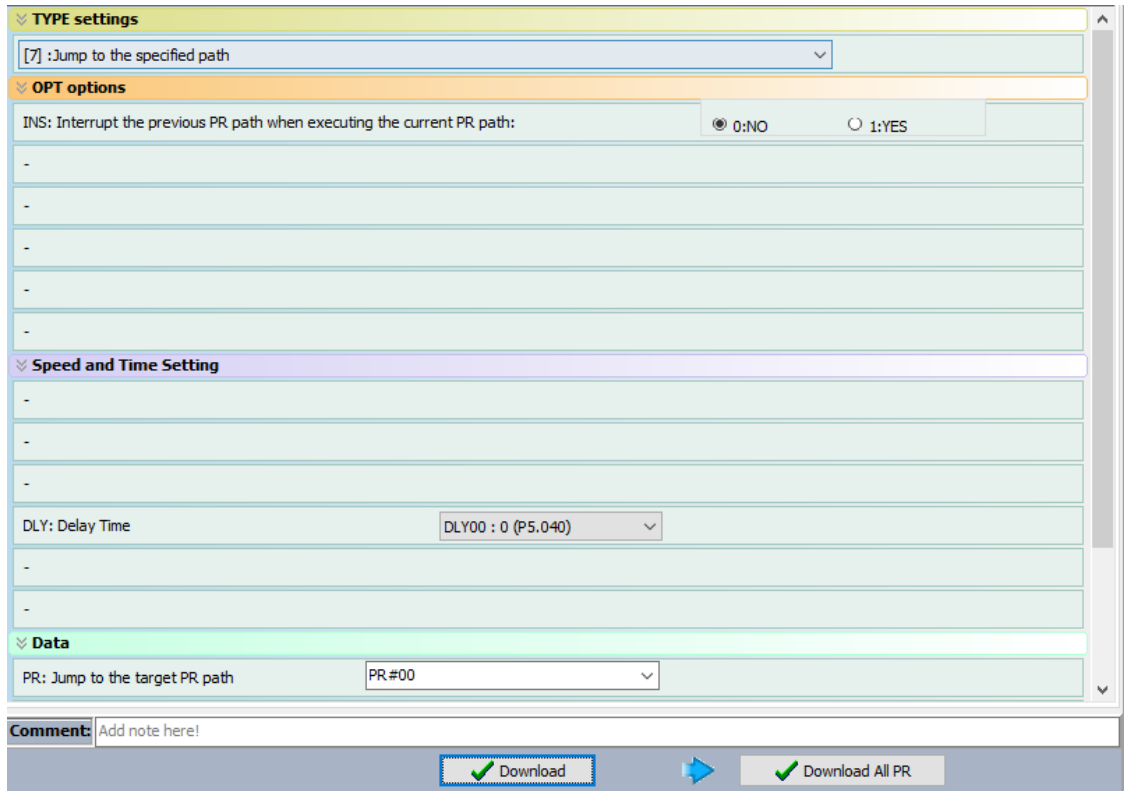 TYPE settings
[7] :Jump to the specified path
OPT options
INS: Interrupt the previous PR path when executing the current PR path: 0:NO 1:YES
-
-
-
-
-
Speed and Time Setting
-
-
-
DLY: Delay Time DLY00 : 0 (P5.040)
-
-
Data
PR: Jump to the target PR path PR#00
Comment: Add note here!
Download Download All PR